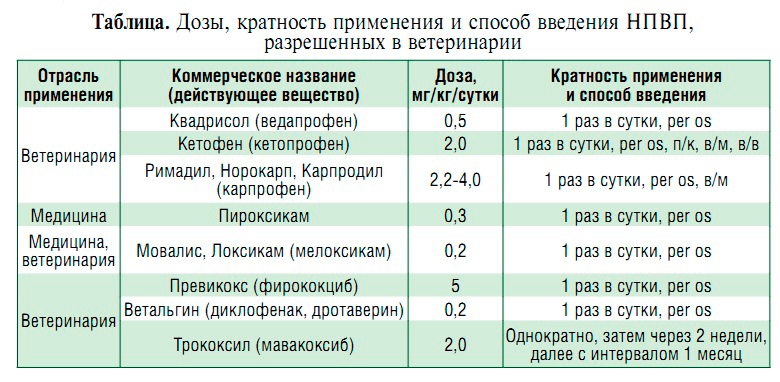 Таблица. Дозы, кратность применения и способ введения НПВП,
разрешенных в ветеринарии
Отрасль применения | Коммерческое название (действующее вещество) | Доза, мг/кг/сутки | Кратность применения и способ введения
Ветеринария | Квадрисол (ведапрофен) | 0,5 | 1 раз в сутки, per os
Кетофен (кетопрофен) | 2,0 | 1 раз в сутки, per os, п/к, в/м, в/в
Римадил, Норокарп, Карпродил (карпрофен) | 2,2-4,0 | 1 раз в сутки, per os, в/м
Медицина | Пироксикам | 0,3 | 1 раз в сутки, per os
Медицина, ветеринария | Мовалис, Локсикам (мелоксикам) | 0,2 | 1 раз в сутки, per os
Ветеринария | Превикокс (фирококциб) | 5 | 1 раз в сутки, per os
Ветальгин (диклофенак, дротаверин) | 0,2 | 1 раз в сутки, per os
Трококсил (мавакоксиб) | 2,0 | Однократно, затем через 2 недели, далее с интервалом 1 месяц